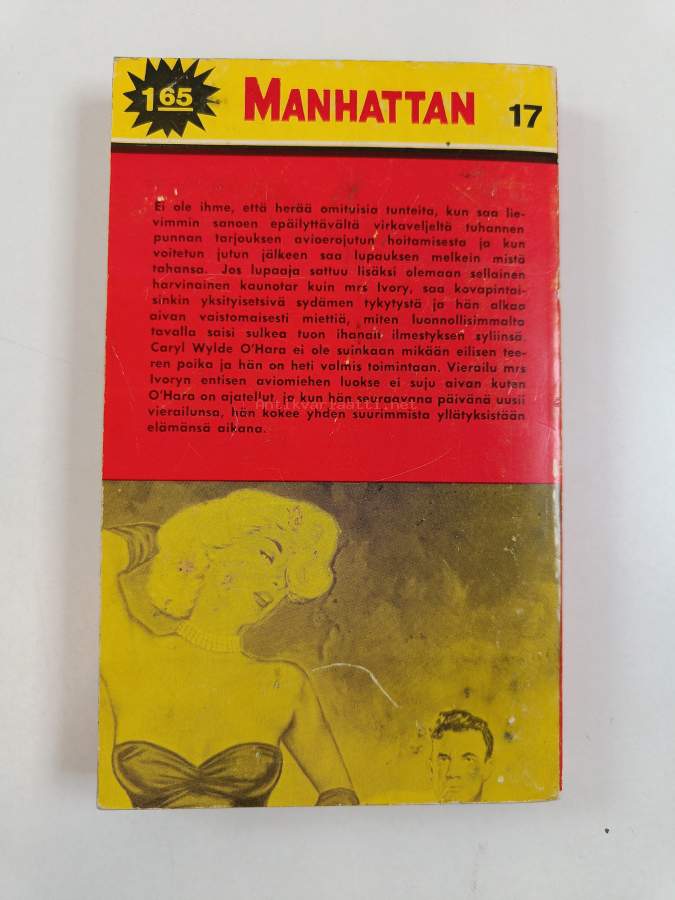 165
MANHATTAN
17
Ei ole ihme, että herää omituisia tunteita, kun saa lie-
vimmin sanoen epäilyttävältä virkaveljeltä tuhannen
punnan tarjouksen avioerojutun hoitamisesta ja kun
voitetun jutun jälkeen saa lupauksen melkein mistä
tahansa. Jos lupaaja sattuu lisäksi olemaan sellainen
harvinainen kaunotar kuin mrs Ivory, saa kovapintai-
sinkin yksityisetsivä sydämen tykytystä ja hän alkaa
aivan vaistomaisesti miettiä, miten luonnollisimmalta
tavalla saisi sulkea tuon ihanan ilmestyksen syliinsä.
Caryl Wylde O'Hara ei ole suinkaan mikään eilisen tee-
ren poika ja hän on heti valmis toimintaan. Vierailu mrs
Ivoryn entisen aviomiehen luokse ei suju aivan kuten
O'Hara on ajatellut, ja kun hän seuraavana päivänä uusii
Antikvariaatti.net
vierailunsa, hän kokee yhden suurimmista yllätyksistään
elämänsä aikana.